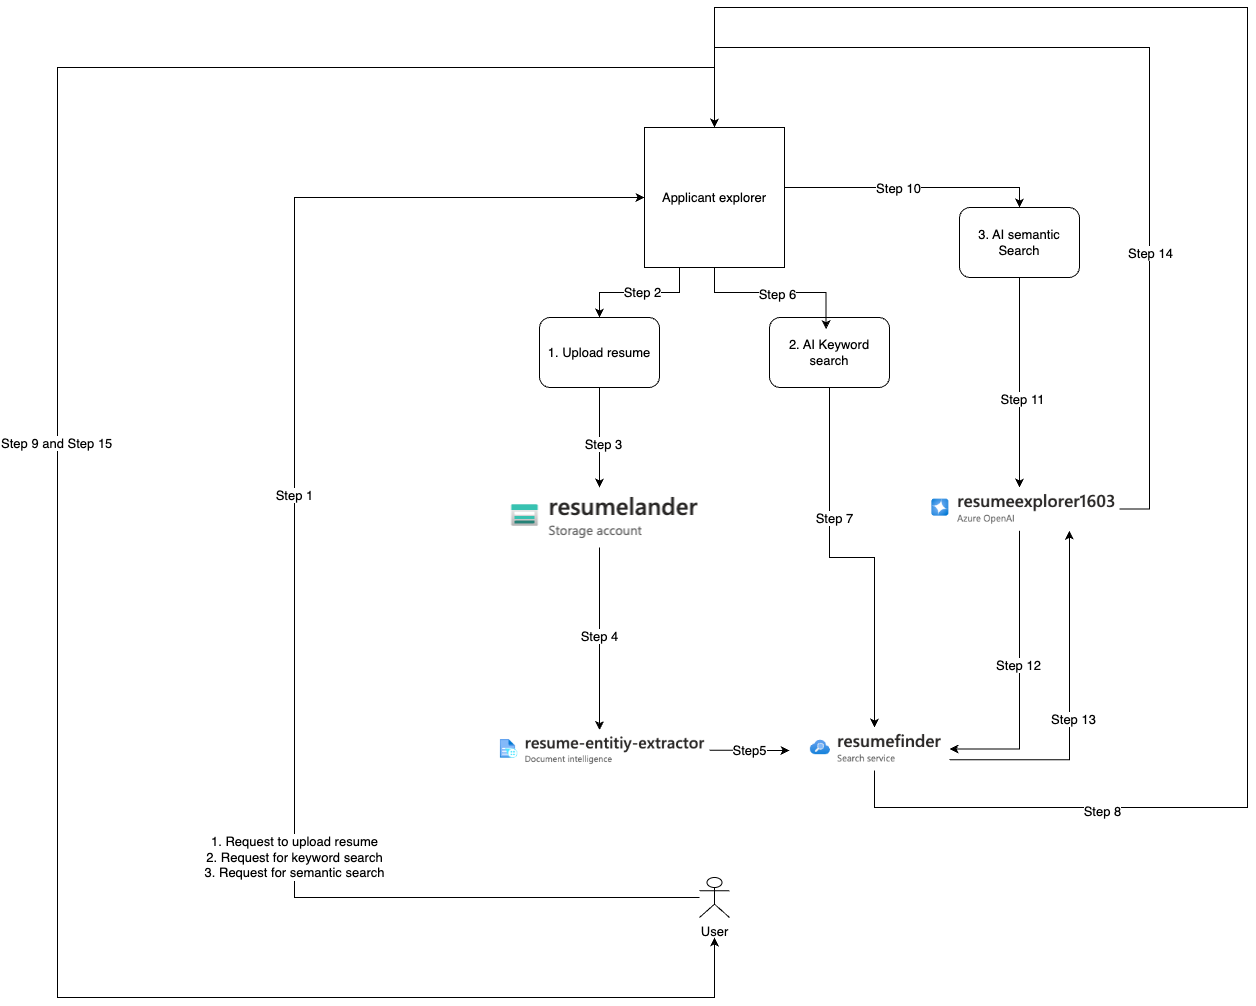 Applicant explorer
Step 10
3. AI semantic
Search
Step 14
Step 2
Step 6
1. Upload resume
2. AI Keyword
search
Step 11
Step 9 and Step 15
Step 3
Step 1
resumelander
Storage account
resumeexplorer1603
Azure OpenAI
Step 7
Step 4
Step 12
Step 13
resume-entitiy-extractor
Document intelligence
Step5
resumefinder
Search service
Step 8
1. Request to upload resume
2. Request for keyword search
3. Request for semantic search
User